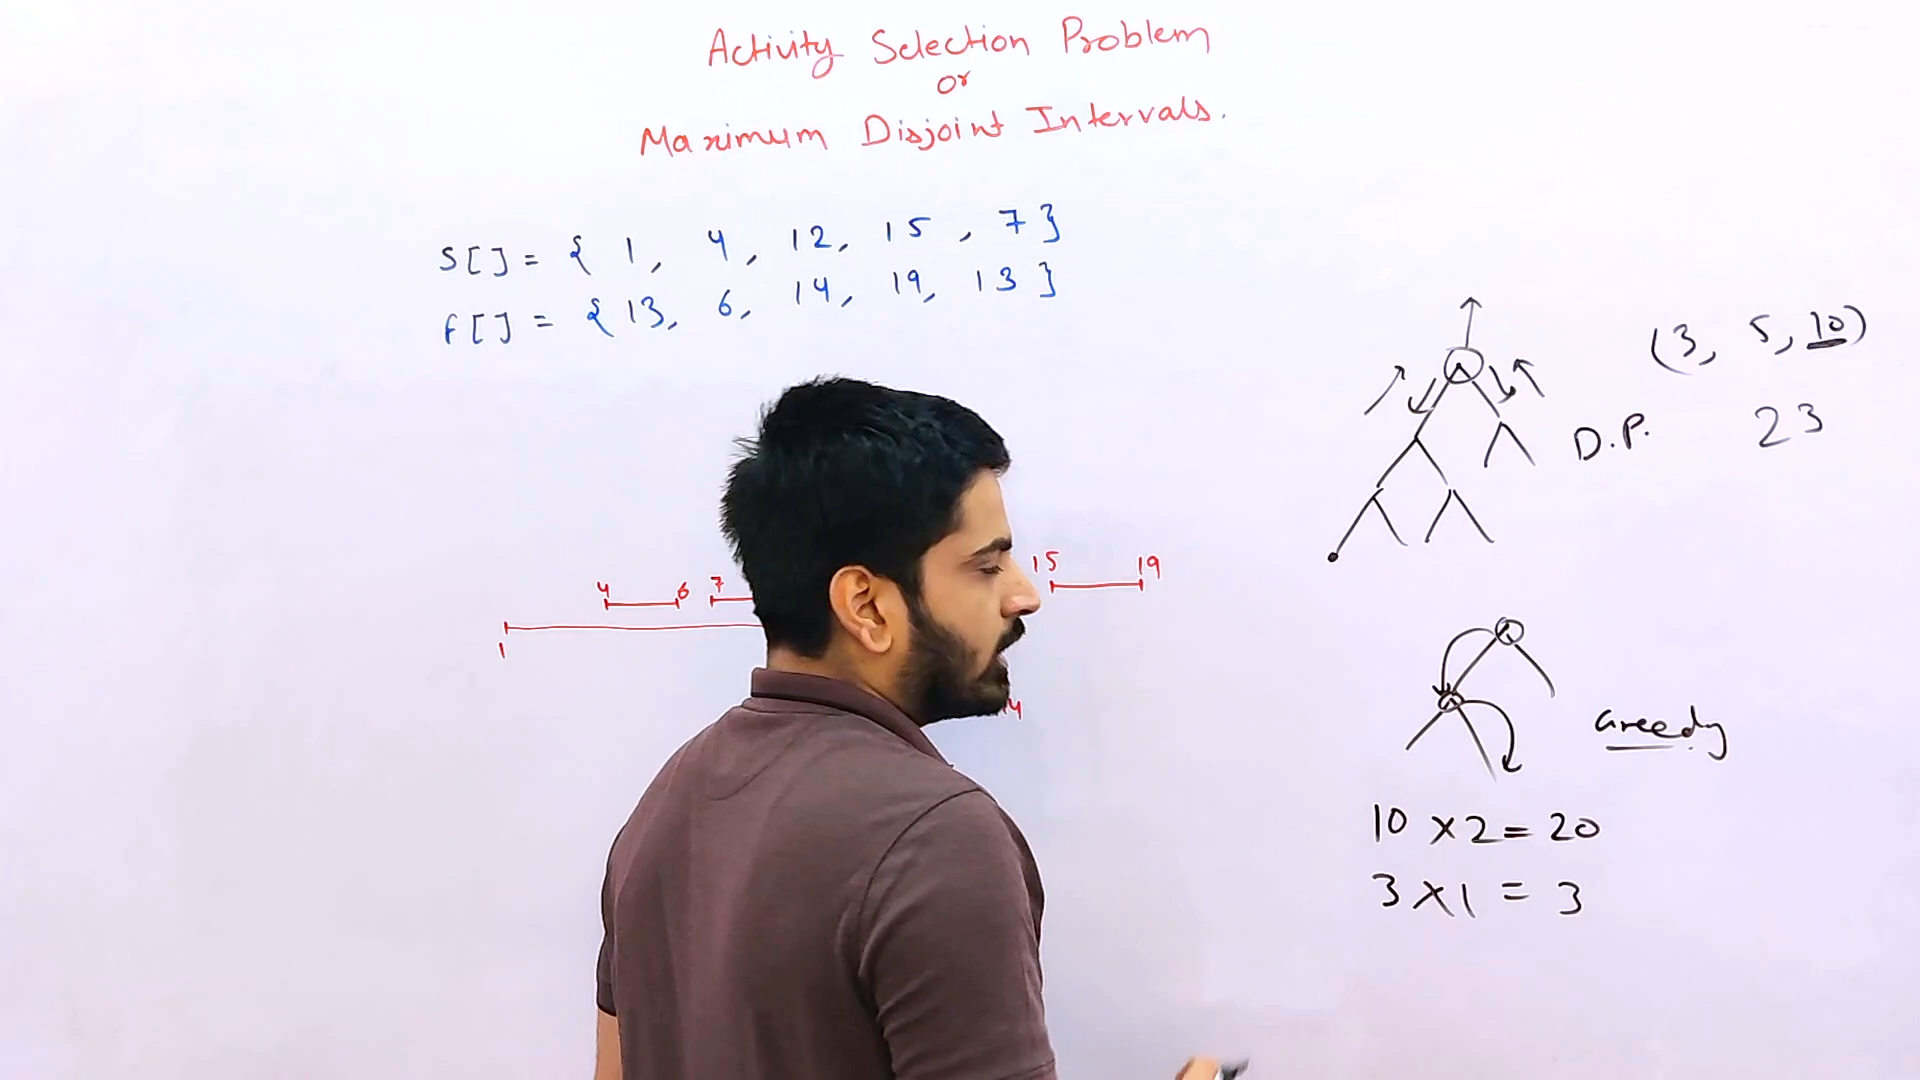 Activity Selection Problem
or
Maximum Disjoint Intervals.
S[] = { 1, 4, 12, 15, 7 }
F[] = { 13, 6, 14, 19, 13 }
(3, 5, 10)
D.P. 23
15 19
4 6 7
1
Greedy
10 x 2 = 20
3 x 1 = 3